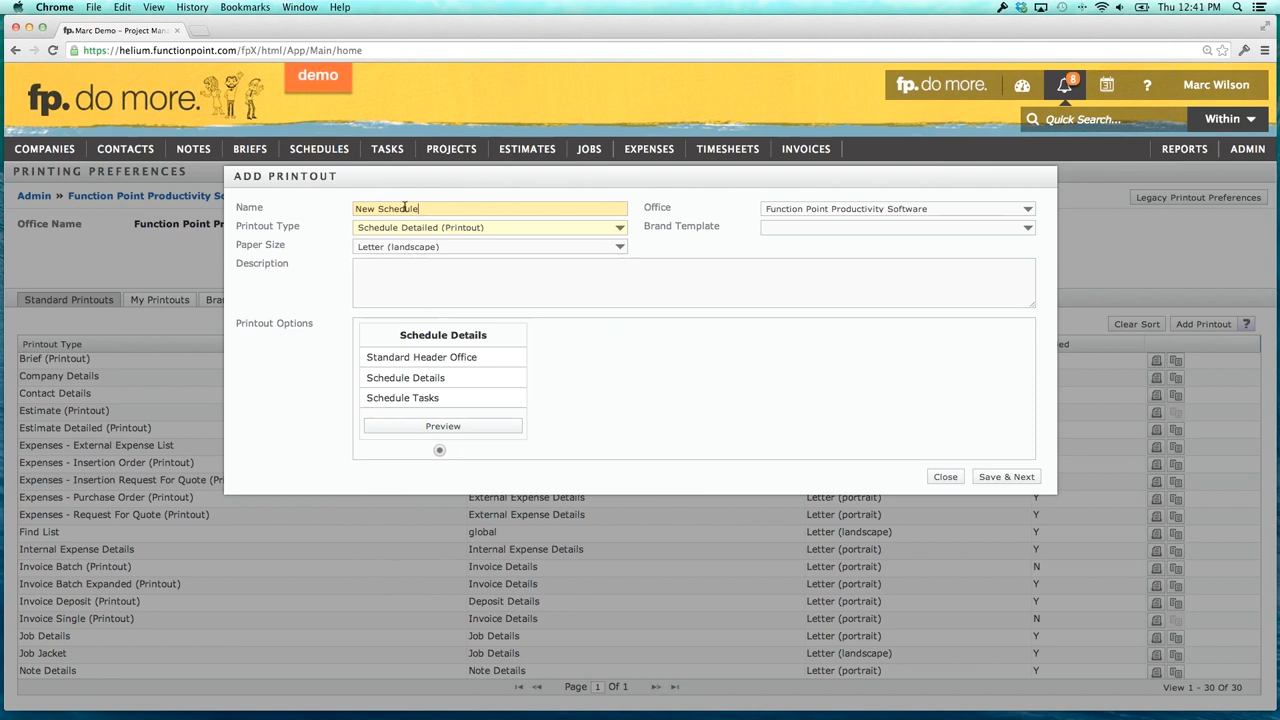 Chrome File Edit View History Bookmarks Window Help Thu 12:41 PM
fp. Marc Demo – Project Man
https://helium.functionpoint.com/fpX/html/App/Main/home
demo
fp. do more.
fp. do more. 8 31 ? Marc Wilson
Quick Search... Within
COMPANIES CONTACTS NOTES BRIEFS SCHEDULES TASKS PROJECTS ESTIMATES JOBS EXPENSES TIMESHEETS INVOICES REPORTS ADMIN
PRINTING PREFERENCES
Admin » Function Point Productivity So Legacy Printout Preferences
Office Name Function Point Pr
ADD PRINTOUT
Name New Schedule Office Function Point Productivity Software
Printout Type Schedule Detailed (Printout) Brand Template
Paper Size Letter (landscape)
Description
Printout Options
Schedule Details
Standard Header Office
Schedule Details
Schedule Tasks
Preview
Close Save & Next
Standard Printouts My Printouts Bra
Clear Sort Add Printout ?
Printout Type ed
Brief (Printout)
Company Details
Contact Details
Estimate (Printout)
Estimate Detailed (Printout)
Expenses - External Expense List
Expenses - Insertion Order (Printout)
Expenses - Insertion Request For Quote (P
Expenses - Purchase Order (Printout) External Expense Details Letter (portrait) Y
Expenses - Request For Quote (Printout) External Expense Details Letter (portrait) Y
Find List global Letter (landscape) Y
Internal Expense Details Internal Expense Details Letter (portrait) Y
Invoice Batch (Printout) Invoice Details Letter (portrait) N
Invoice Batch Expanded (Printout) Invoice Details Letter (portrait) Y
Invoice Deposit (Printout) Deposit Details Letter (portrait) Y
Invoice Single (Printout) Invoice Details Letter (portrait) N
Job Details Job Details Letter (portrait) Y
Job Jacket Job Details Letter (landscape) Y
Note Details Note Details Letter (portrait) Y
Page 1 Of 1 View 1 - 30 Of 30